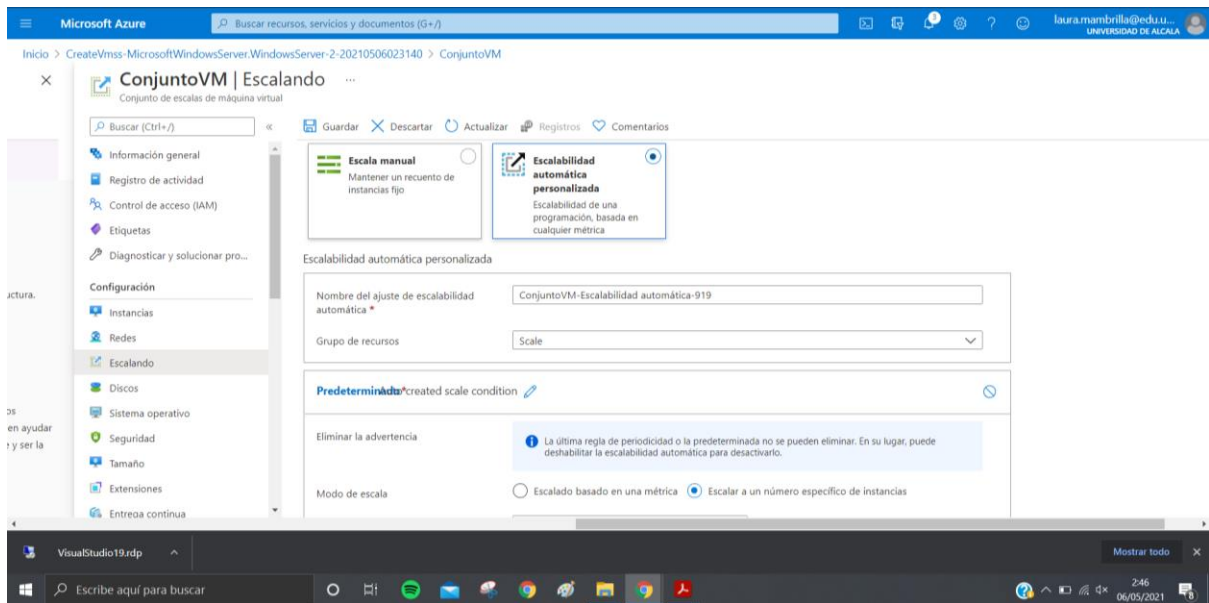 Microsoft Azure
Buscar recursos, servicios y documentos (G+/)
1
laura.mambrilla@edu.u...
UNIVERSIDAD DE ALCALA
Inicio > CreateVmss-MicrosoftWindowsServer.WindowsServer-2-20210506023140 > ConjuntoVM
ConjuntoVM | Escalando ...
Conjunto de escalas de máquina virtual
Buscar (Ctrl+/)
Guardar Descartar Actualizar Registros Comentarios
Información general
Registro de actividad
Control de acceso (IAM)
Etiquetas
Diagnosticar y solucionar pro...
Configuración
Instancias
Redes
Escalando
Discos
Sistema operativo
Seguridad
Tamaño
Extensiones
Entrega continua
uctura.
os
en ayudar
e y ser la
Escala manual
Mantener un recuento de
instancias fijo
Escalabilidad
automática
personalizada
Escalabilidad de una
programación, basada en
cualquier métrica
Escalabilidad automática personalizada
Nombre del ajuste de escalabilidad
automática *
ConjuntoVM-Escalabilidad automática-919
Grupo de recursos
Scale
Predeterminado* created scale condition
Eliminar la advertencia
La última regla de periodicidad o la predeterminada no se pueden eliminar. En su lugar, puede
deshabilitar la escalabilidad automática para desactivarlo.
Modo de escala
Escalado basado en una métrica
Escalar a un número específico de instancias
VisualStudio19.rdp
Mostrar todo
Escribe aquí para buscar
2:46
06/05/2021